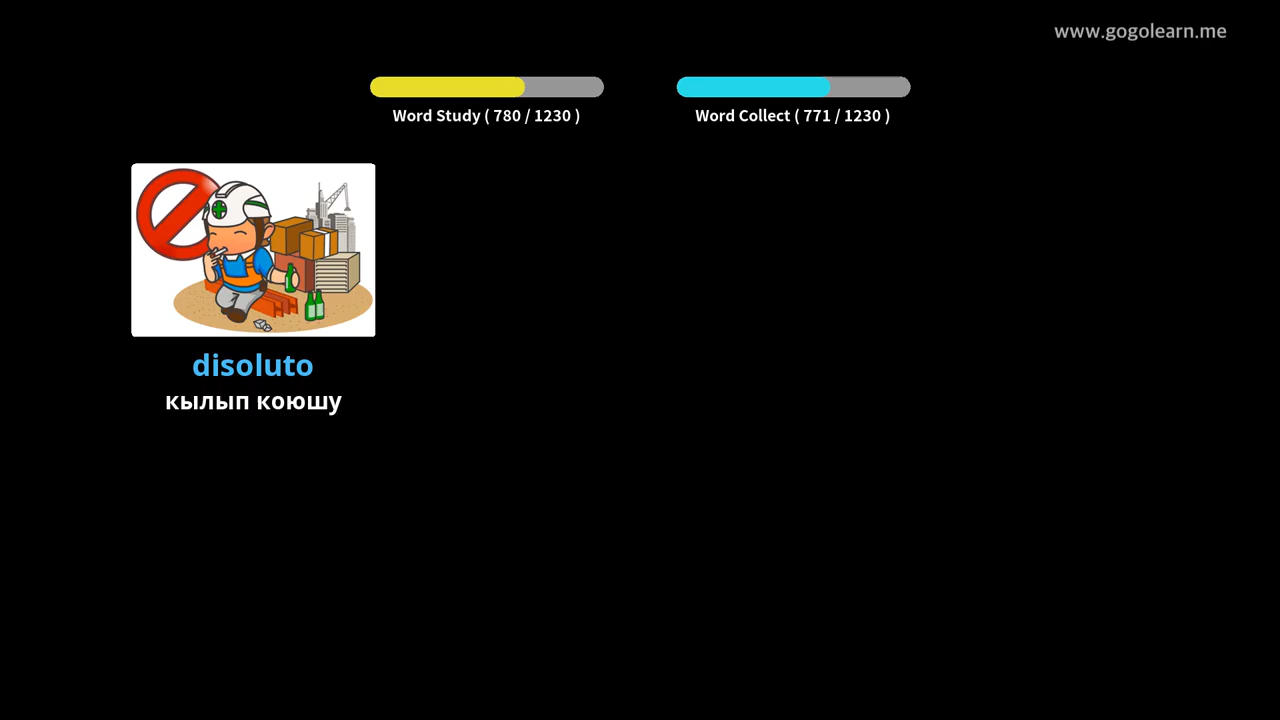 www.gogolearn.me
Word Study ( 780 / 1230 )
Word Collect ( 771 / 1230 )
disoluto
кылып коюшу